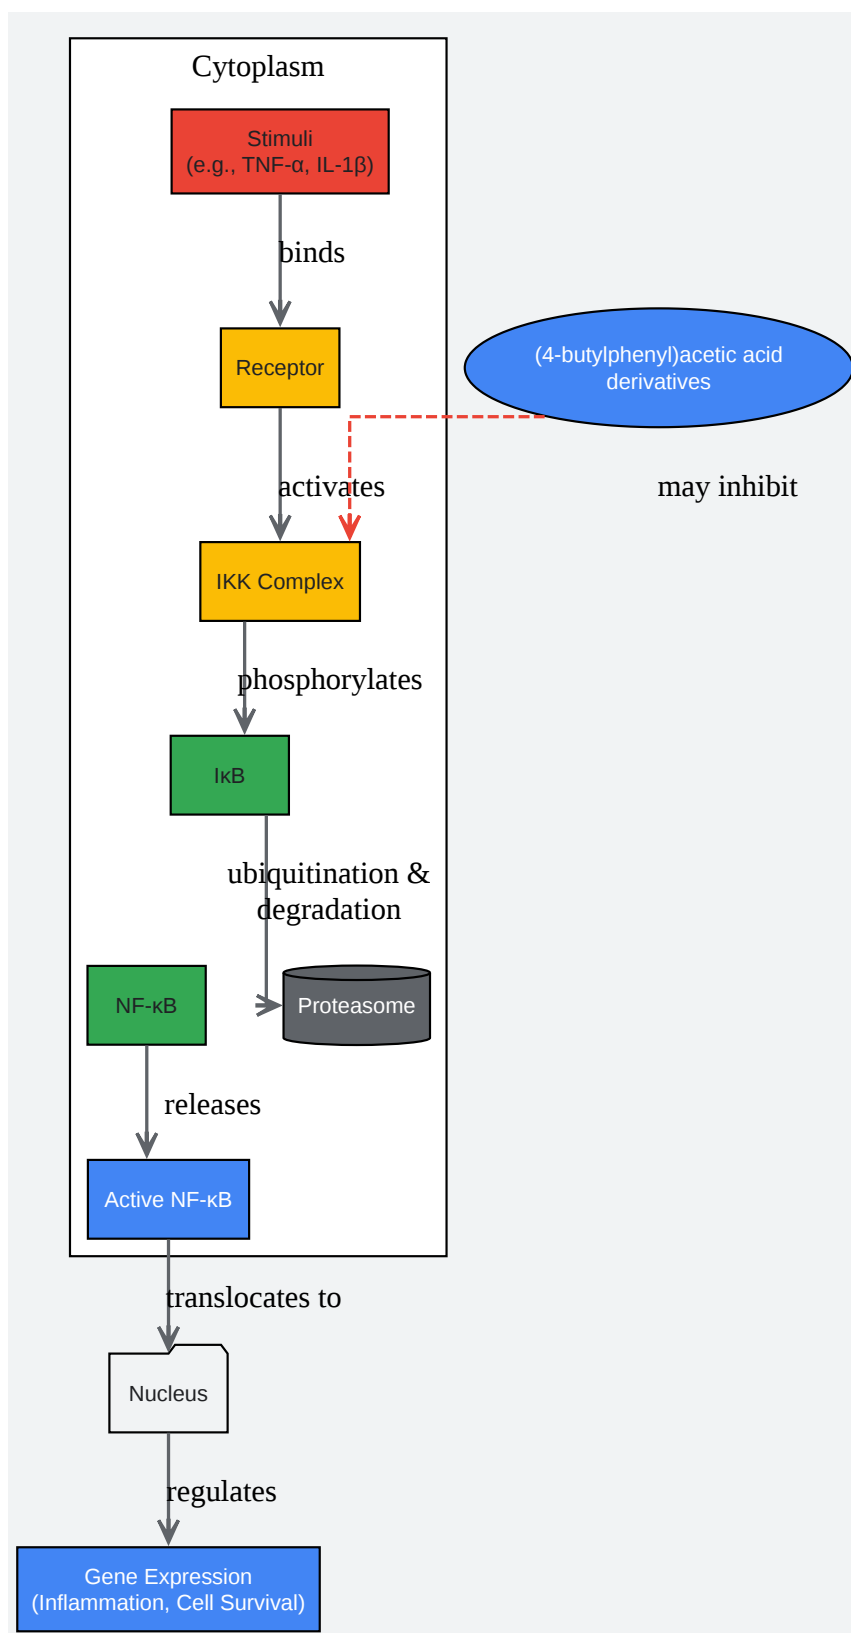 Cytoplasm
Stimuli
(e.g., TNF-α, IL-1β)
binds
Receptor
(4-butylphenyl)acetic acid
derivatives
activates
may inhibit
IKK Complex
phosphorylates
IκB
ubiquitination &
degradation
NF-κB
Proteasome
releases
Active NF-κB
translocates to
Nucleus
regulates
Gene Expression
(Inflammation, Cell Survival)